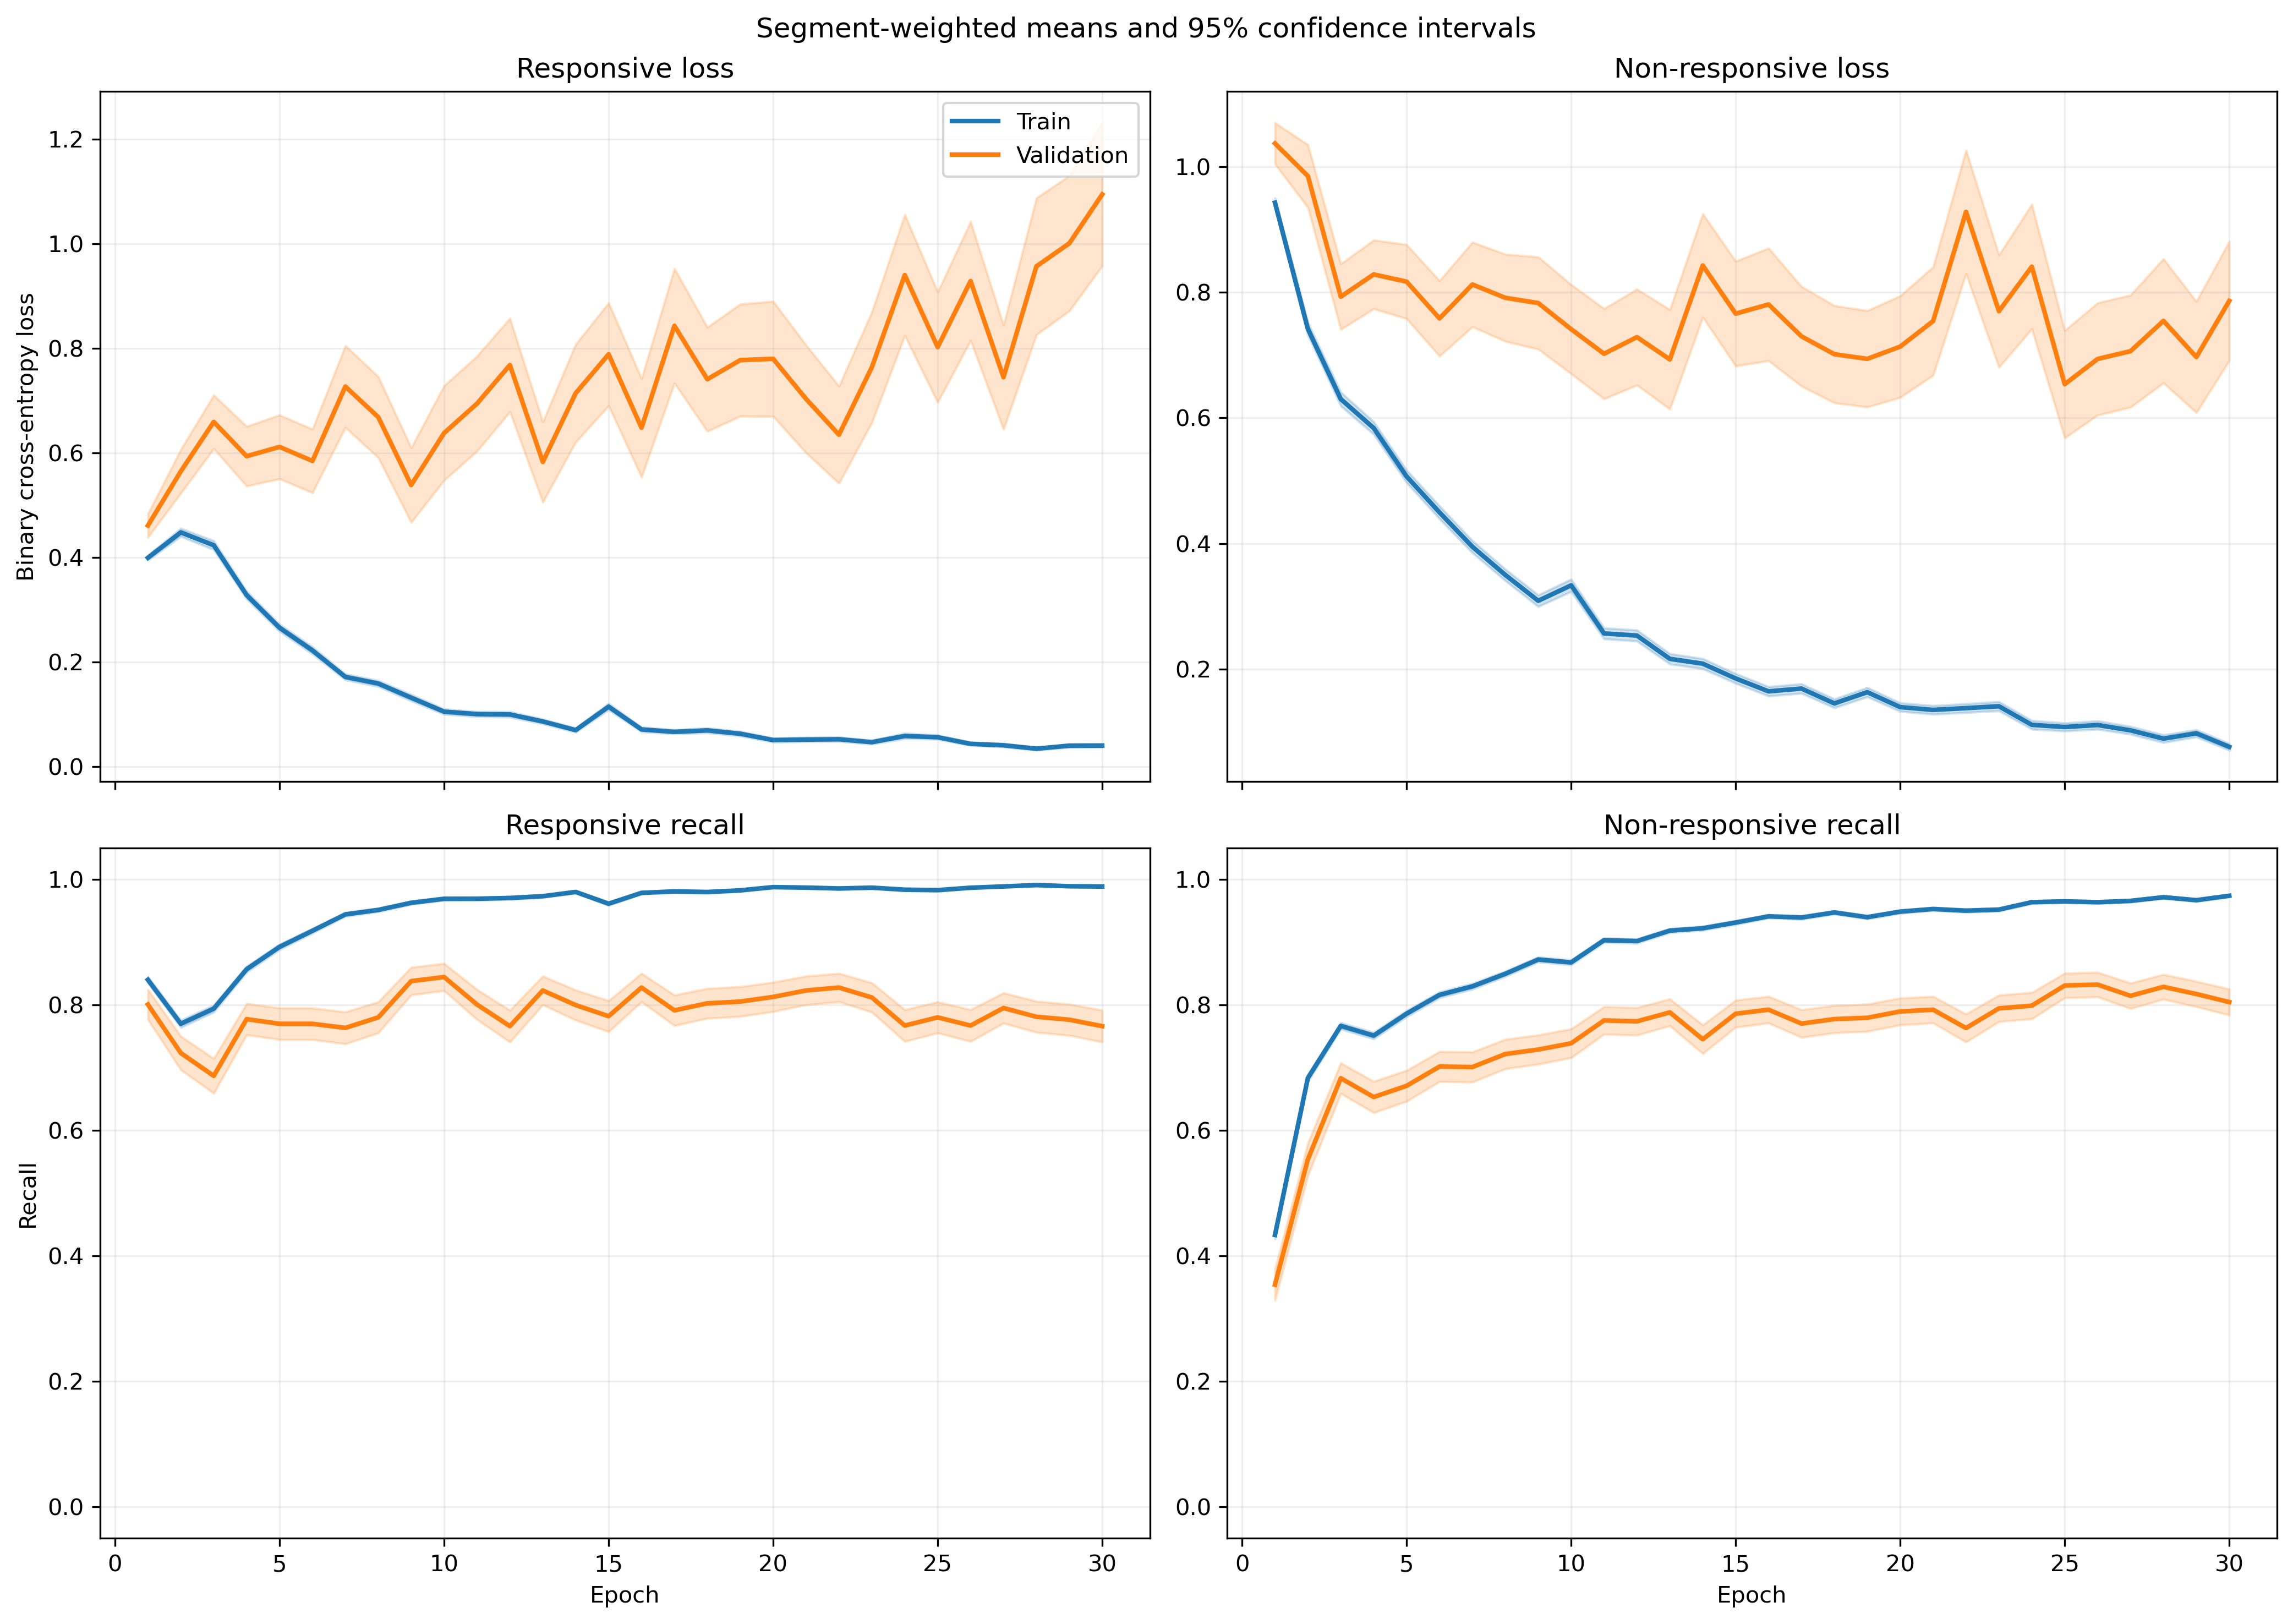 Segment-weighted means and 95% confidence intervals
Responsive loss
Non-responsive loss
Train
Validation
Binary cross-entropy loss
1.2
1.0
0.8
0.6
0.4
0.2
0.0
1.0
0.8
0.6
0.4
0.2
Responsive recall
Non-responsive recall
Recall
1.0
0.8
0.6
0.4
0.2
0.0
1.0
0.8
0.6
0.4
0.2
0.0
0 5 10 15 20 25 30
0 5 10 15 20 25 30
Epoch
Epoch